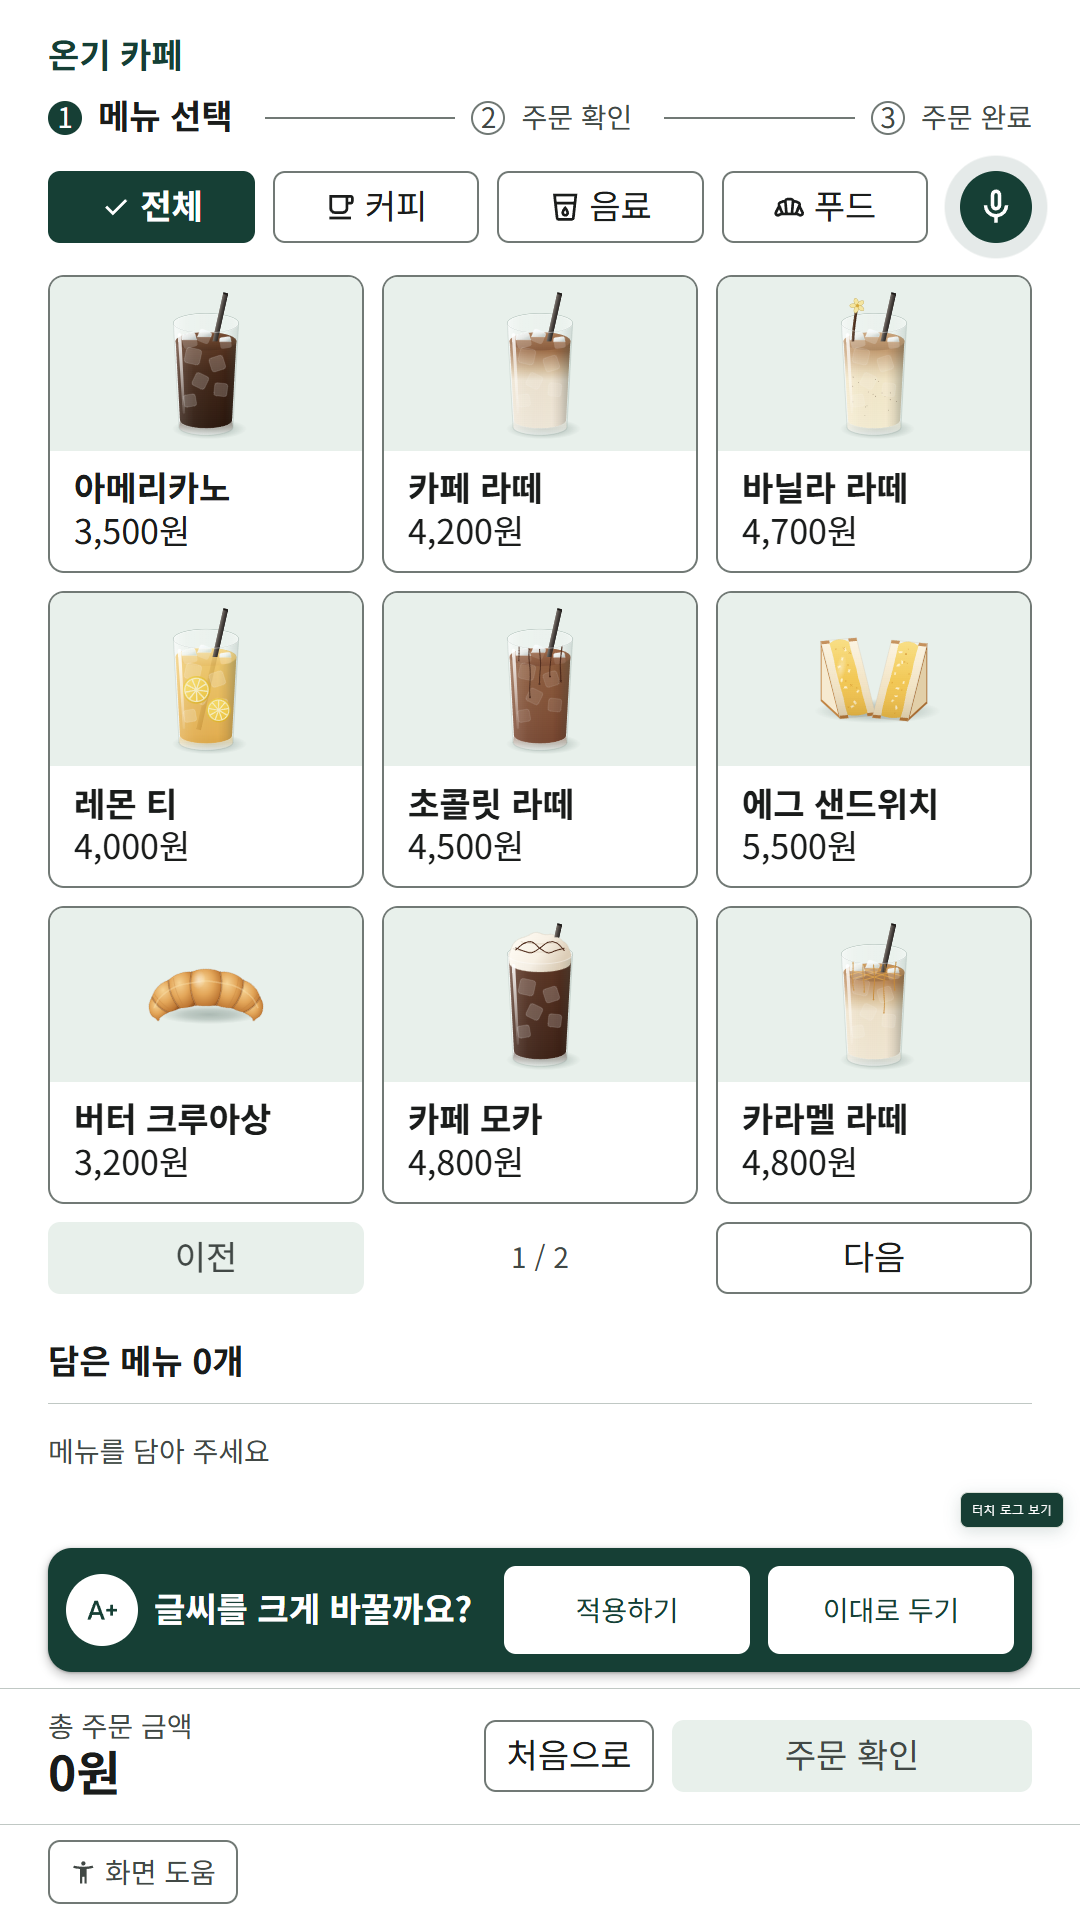 온기 카페
1 메뉴 선택 2 주문 확인 3 주문 완료
전체 커피 음료 푸드
아메리카노 카페 라떼 바닐라 라떼
3,500원 4,200원 4,700원
레몬 티 초콜릿 라떼 에그 샌드위치
4,000원 4,500원 5,500원
버터 크루아상 카페 모카 카라멜 라떼
3,200원 4,800원 4,800원
이전 1 / 2 다음
담은 메뉴 0개
메뉴를 담아 주세요
터치 로그 보기
A+ 글씨를 크게 바꿀까요? 적용하기 이대로 두기
총 주문 금액
0원
처음으로 주문 확인
화면 도움